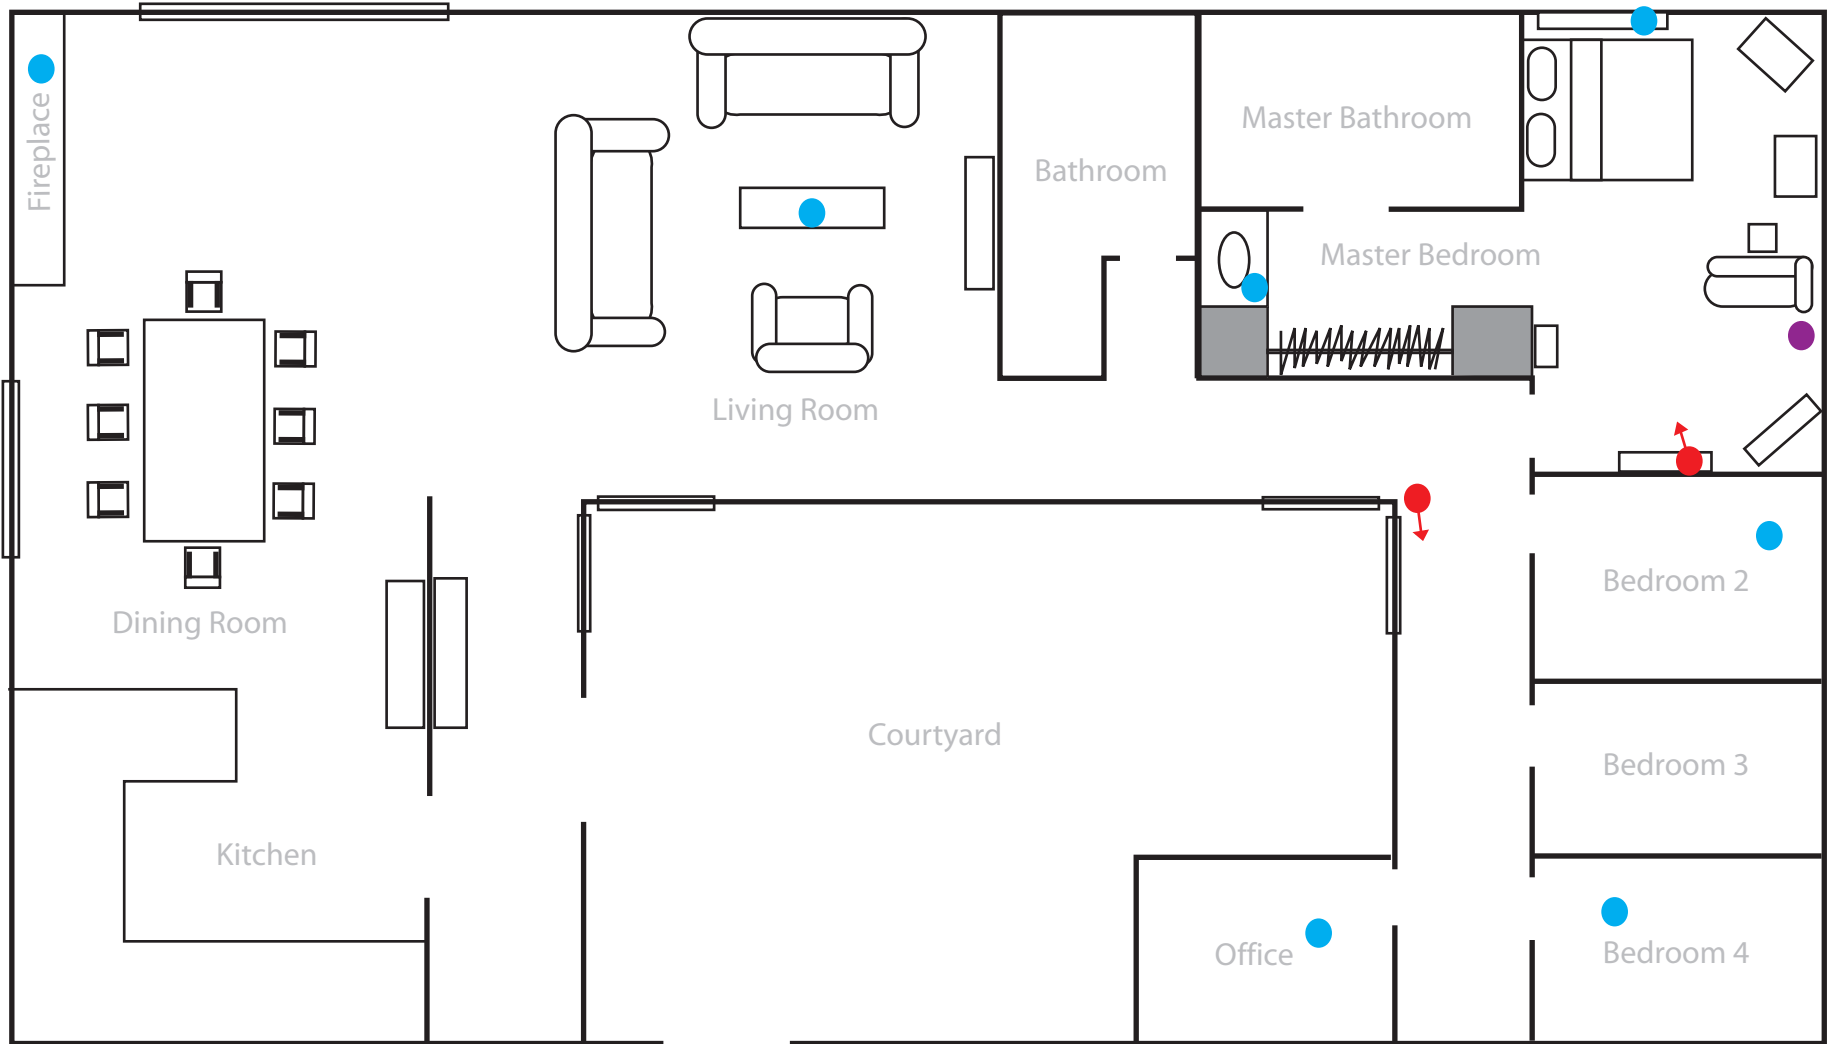 Fireplace
Master Bathroom
Bathroom
Master Bedroom
Living Room
Bedroom 2
Dining Room
Courtyard
Bedroom 3
Kitchen
Office
Bedroom 4